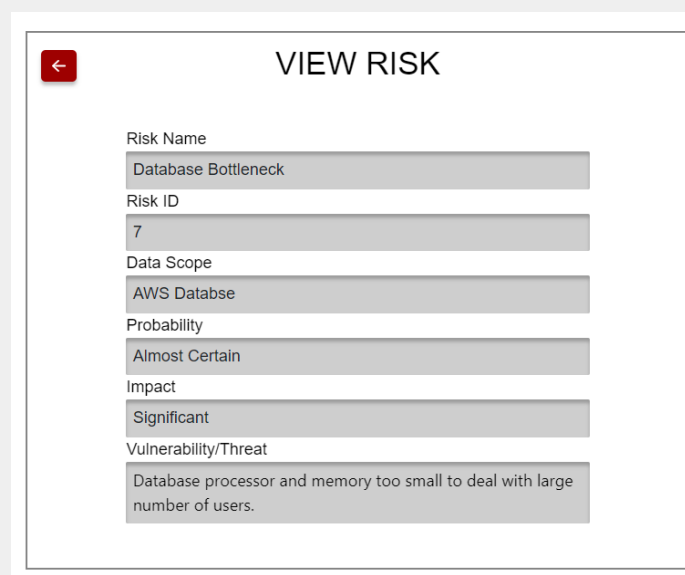 VIEW RISK
Risk Name
Database Bottleneck
Risk ID
7
Data Scope
AWS Databse
Probability
Almost Certain
Impact
Significant
Vulnerability/Threat
Database processor and memory too small to deal with large
number of users.